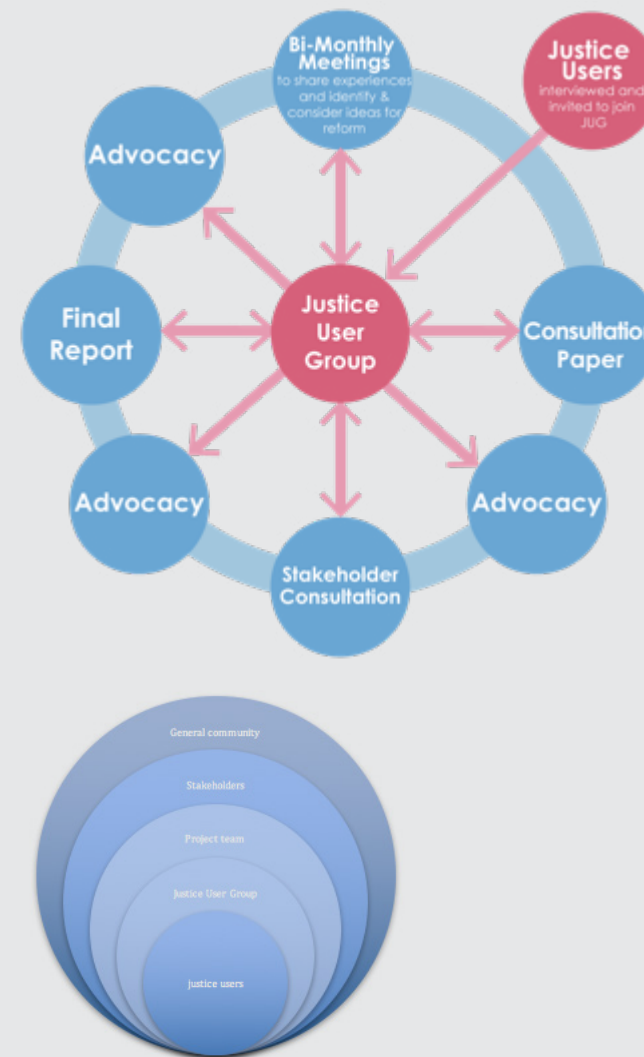 Bi-Monthly
Meetings
to share experiences
and identify &
consider ideas for
reform
Justice
Users
interviewed and
invited to join
JUG
Advocacy
Final
Report
Justice
User
Group
Consultation
Paper
Advocacy
Advocacy
Stakeholder
Consultation
General community
Stakeholders
Project team
Justice User Group
justice users